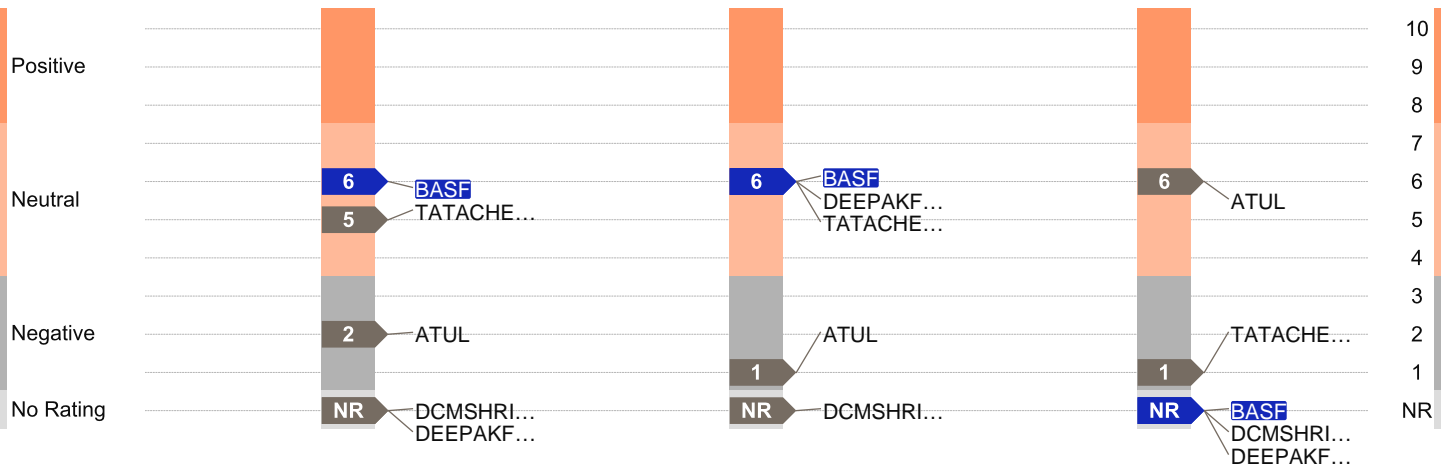 Positive
Neutral
Negative
No Rating
6
BASF
5
TATACHE...
2
ATUL
NR
DCMSHRI...
DEEPAKF...
6
BASF
DEEPAKF...
TATACHE...
1
ATUL
NR
DCMSHRI...
6
ATUL
1
TATACHE...
NR
BASF
DCMSHRI...
DEEPAKF...
10
9
8
7
6
5
4
3
2
1
NR